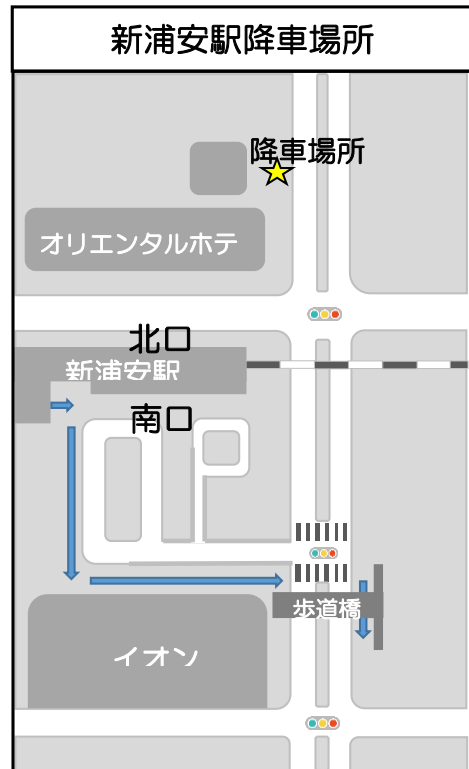 新浦安駅降車場所
降車場所
オリエンタルホテ
北口
新浦安駅
南口
歩道橋
イオン